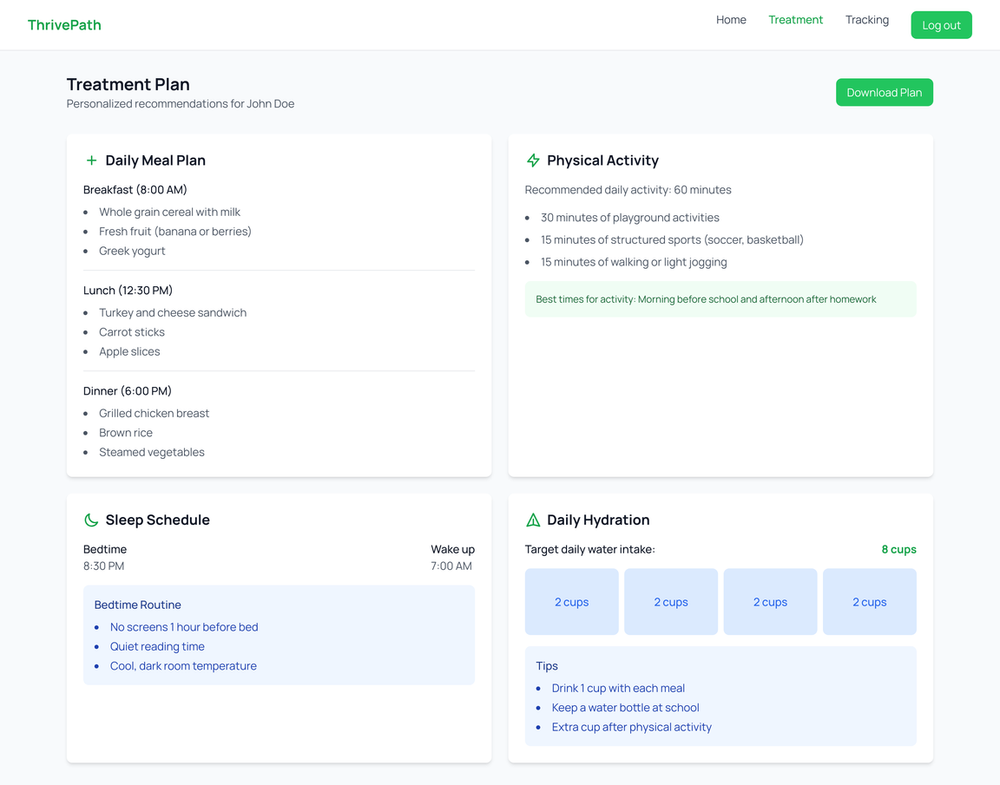 ThrivePath
Home
Treatment
Tracking
Log out
Treatment Plan
Personalized recommendations for John Doe
Download Plan
Daily Meal Plan
Breakfast (8:00 AM)
Whole grain cereal with milk
Fresh fruit (banana or berries)
Greek yogurt
Lunch (12:30 PM)
Turkey and cheese sandwich
Carrot sticks
Apple slices
Dinner (6:00 PM)
Grilled chicken breast
Brown rice
Steamed vegetables
Physical Activity
Recommended daily activity: 60 minutes
30 minutes of playground activities
15 minutes of structured sports (soccer, basketball)
15 minutes of walking or light jogging
Best times for activity: Morning before school and afternoon after homework
Sleep Schedule
Bedtime
8:30 PM
Wake up
7:00 AM
Bedtime Routine
No screens 1 hour before bed
Quiet reading time
Cool, dark room temperature
Daily Hydration
Target daily water intake:
8 cups
2 cups
2 cups
2 cups
2 cups
Tips
Drink 1 cup with each meal
Keep a water bottle at school
Extra cup after physical activity